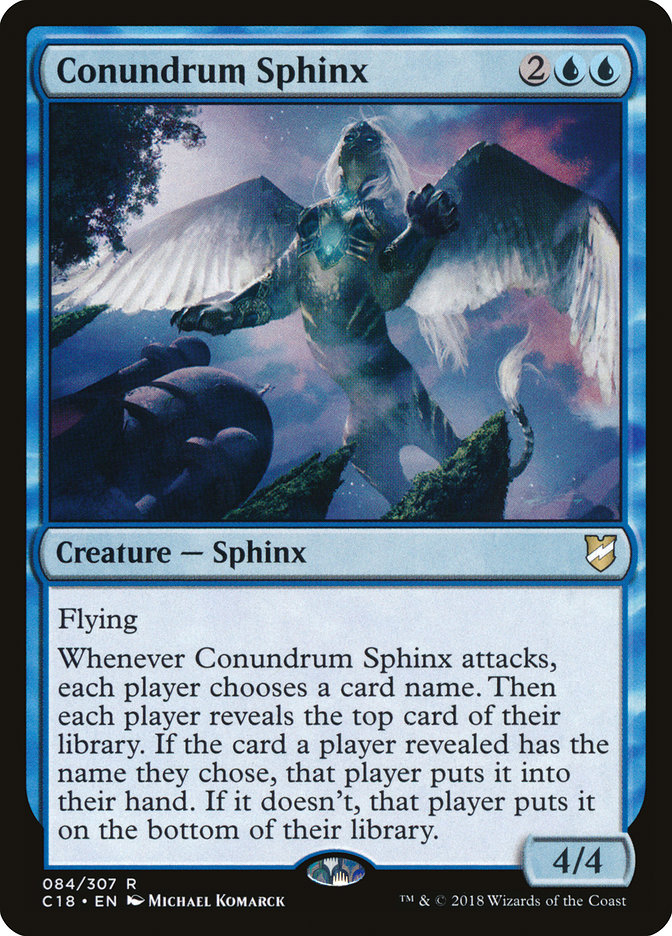 Conundrum Sphinx 2
Creature — Sphinx
Flying
Whenever Conundrum Sphinx attacks,
each player chooses a card name. Then
each player reveals the top card of their
library. If the card a player revealed has the
name they chose, that player puts it into
their hand. If it doesn't, that player puts it
on the bottom of their library.
4/4
084/307 R
C18 • EN Michael Komarck ™ & © 2018 Wizards of the Coast